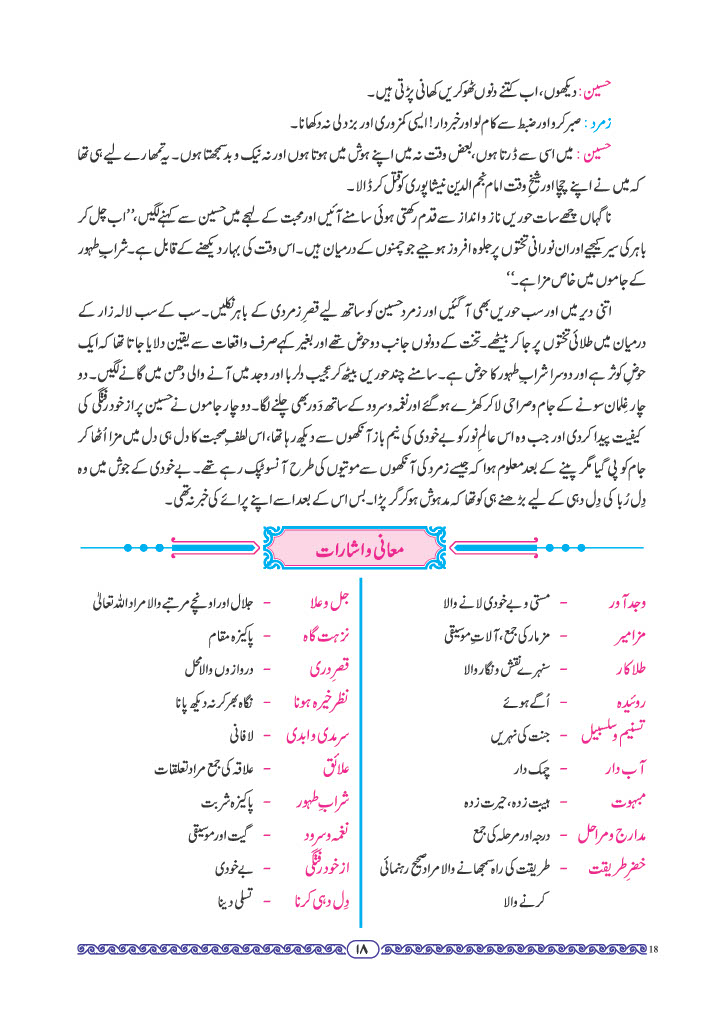 حسین: دیکھوں، اب کتنے دنوں ٹھوکریں کھانی پڑتی ہیں۔
زمرد: صبر کرو اور ضبط سے کام لو اور خبردار! ایسی کمزوری اور بزدلی نہ دکھانا۔
حسین: میں اسی سے ڈرتا ہوں، بعض وقت نہ میں اپنے ہوش میں ہوتا ہوں اور نہ نیک و بد سمجھتا ہوں۔ یہ تمھارے لیے ہی تھا
کہ میں نے اپنے چچا اور شیخِ وقت امام نجم الدین نیشاپوری کو قتل کر ڈالا۔
ناگہاں چھے سات حوریں ناز و انداز سے قدم رکھتی ہوئی سامنے آئیں اور محبت کے لہجے میں حسین سے کہنے لگیں، ”اب چل کر
باہر کی سیر کیجیے اور ان نورانی تختوں پر جلوہ افروز ہو جیے جو چمنوں کے درمیان ہیں۔ اس وقت کی بہار دیکھنے کے قابل ہے۔ شرابِ طہور
کے جاموں میں خاص مزا ہے۔“
اتنی دیر میں اور سب حوریں بھی آ گئیں اور زمرد حسین کو ساتھ لیے قصرِ زمردی کے باہر نکلیں۔ سب کے سب لالہ زار کے
درمیان میں طلائی تختوں پر جا کر بیٹھے۔ تخت کے دونوں جانب دو حوض تھے اور بغیر کہے صرف واقعات سے یقین دلایا جاتا تھا کہ ایک
حوضِ کوثر ہے اور دوسرا شرابِ طہور کا حوض ہے۔ سامنے چند حوریں بیٹھ کر عجیب دلربا اور وجد میں آنے والی دھن میں گانے لگیں۔ دو
چار غلمان سونے کے جام و صراحی لا کر کھڑے ہو گئے اور نغمہ و سرود کے ساتھ دَور بھی چلنے لگا۔ دو چار جاموں نے حسین پر از خود رفتگی کی
کیفیت پیدا کر دی اور جب وہ اس عالمِ نور کو بے خودی کی نیم باز آنکھوں سے دیکھ رہا تھا، اس لطفِ صحبت کا دل ہی دل میں مزا اُٹھا کر
جام کو پی گیا مگر پینے کے بعد معلوم ہوا کہ جیسے زمرد کی آنکھوں سے موتیوں کی طرح آنسو ٹپک رہے تھے۔ بے خودی کے جوش میں وہ
دِل رُبا کی دِل دہی کے لیے بڑھنے ہی کو تھا کہ مدہوش ہو کر گر پڑا۔ بس اس کے بعد اسے اپنے پرائے کی خبر نہ تھی۔
معانی و اشارات
وجد آور – مستی و بے خودی لانے والا
مزامیر – مزمار کی جمع، آلاتِ موسیقی
طلا کار – سنہرے نقش و نگار والا
روئیدہ – اُگے ہوئے
تسنیم و سلسبیل – جنت کی نہریں
آب دار – چمک دار
مبہوت – ہیبت زدہ، حیرت زدہ
مدارج و مراحل – درجہ اور مرحلہ کی جمع
خضرِ طریقت – طریقت کی راہ سمجھانے والا مراد صحیح رہنمائی
کرنے والا
جل و علا – جلال اور اونچے مرتبے والا مراد اللہ تعالیٰ
نزہت گاہ – پاکیزہ مقام
قصرِ دری – دروازوں والا محل
نظر خیرہ ہونا – نگاہ بھر کر نہ دیکھ پانا
سرمدی و ابدی – لافانی
علائق – علاقہ کی جمع مراد تعلقات
شرابِ طہور – پاکیزہ شربت
نغمہ و سرود – گیت اور موسیقی
از خود رفتگی – بے خودی
دِل دہی کرنا – تسلی دینا
۱۸
18